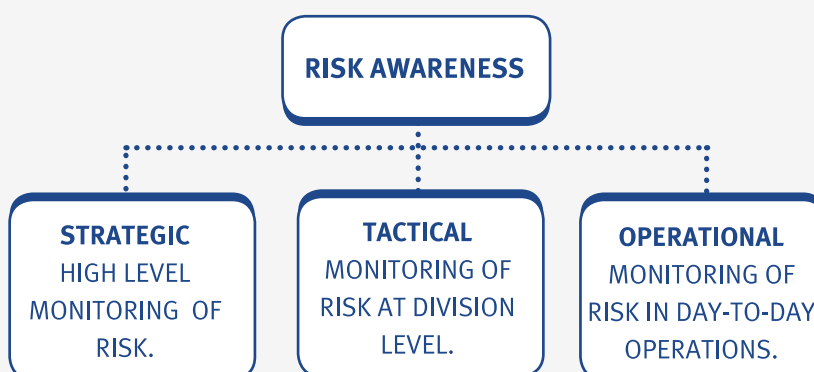 RISK AWARENESS
STRATEGIC
HIGH LEVEL
MONITORING OF
RISK.
TACTICAL
MONITORING OF
RISK AT DIVISION
LEVEL.
OPERATIONAL
MONITORING OF
RISK IN DAY-TO-DAY
OPERATIONS.